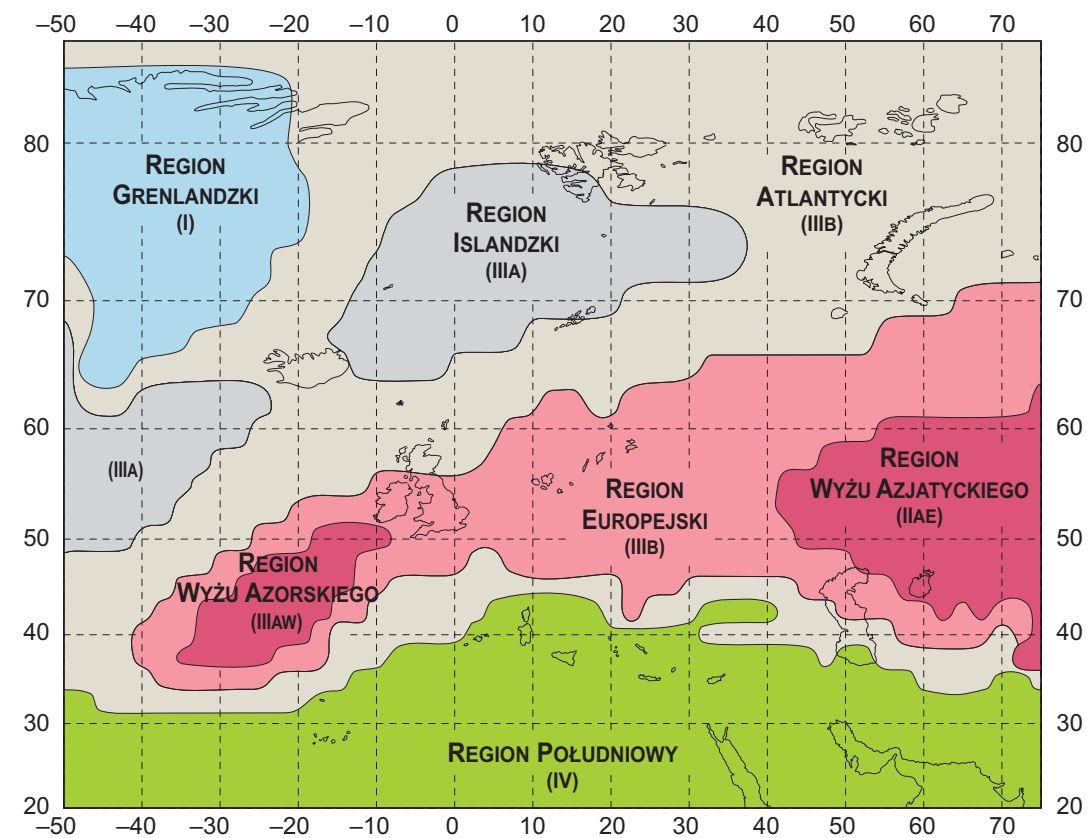 –50 –40 –30 –20 –10 0 10 20 30 40 50 60 70
80 80
REGION
GRENLANDZKI
(I)
REGION
ISLANDZKI
(IIIA)
REGION
ATLANTYCKI
(IIIB)
70 70
60 60
(IIIA)
REGION
EUROPEJSKI
(IIIB)
REGION
WYŻU AZJATYCKIEGO
(IIAE)
50 50
REGION
WYŻU AZORSKIEGO
(IIIAW)
40 40
30 30
REGION POŁUDNIOWY
(IV)
20 20
–50 –40 –30 –20 –10 0 10 20 30 40 50 60 70